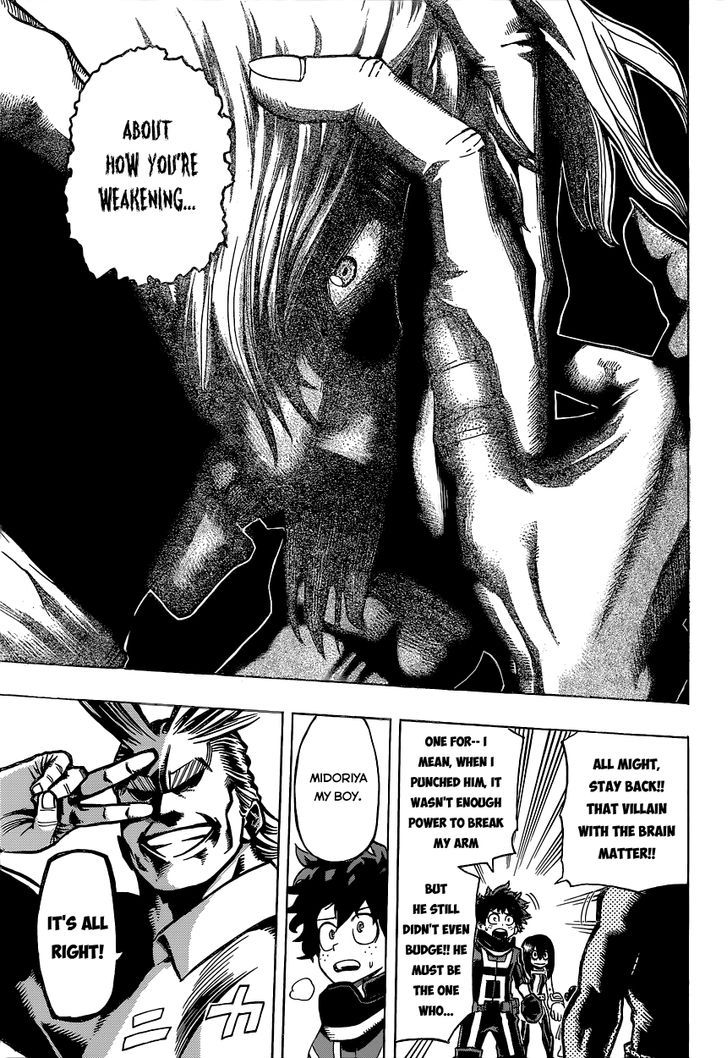 ABOUT
HOW YOU'RE
WEAKENING...
ALL MIGHT,
STAY BACK!!
THAT VILLAIN
WITH THE BRAIN
MATTER!!
ONE FOR-- I
MEAN, WHEN I
PUNCHED HIM, IT
WASN'T ENOUGH
POWER TO BREAK
MY ARM
BUT
HE STILL
DIDN'T EVEN
BUDGE!! HE
MUST BE
THE ONE
WHO...
MIDORIYA
MY BOY.
IT'S ALL
RIGHT!
ニカ